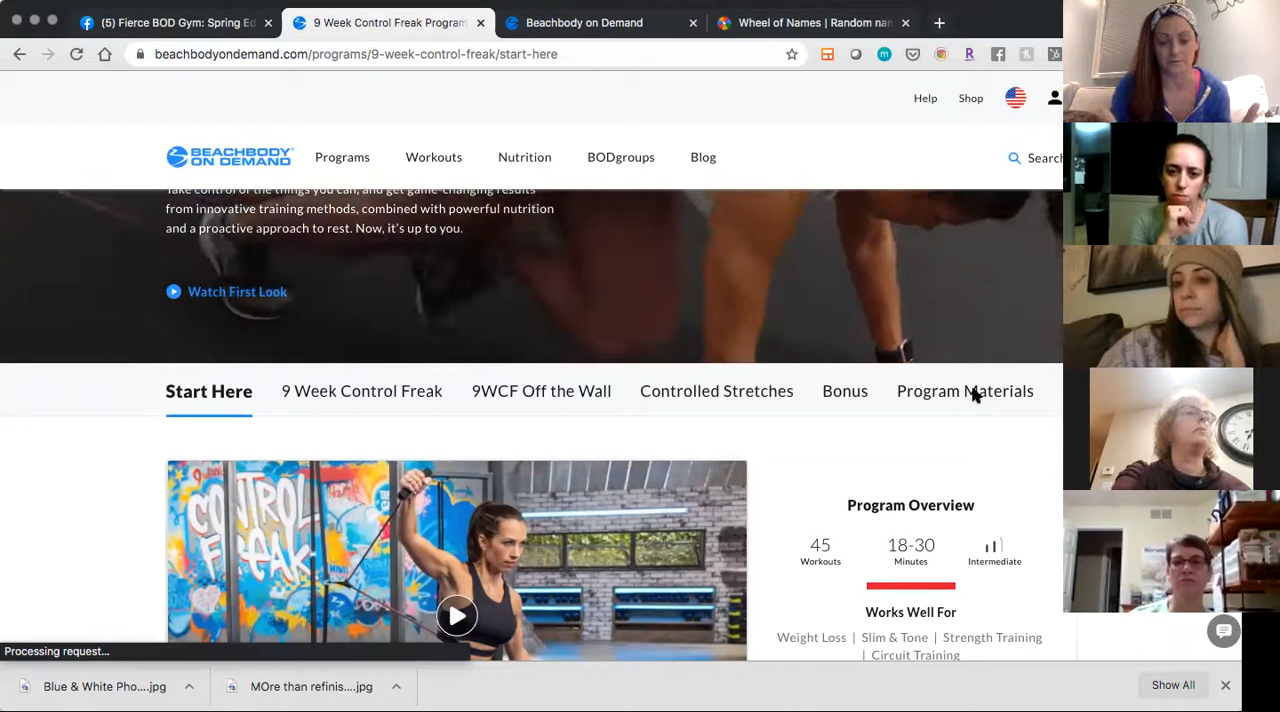 (5) Fierce BOD Gym: Spring Ed
9 Week Control Freak Program
Beachbody on Demand
Wheel of Names | Random nan
beachbodyondemand.com/programs/9-week-control-freak/start-here
Help Shop
BEACHBODY ON DEMAND
Programs Workouts Nutrition BODgroups Blog
Search
Take control of the things you can, and get game-changing results
from innovative training methods, combined with powerful nutrition
and a proactive approach to rest. Now, it's up to you.
Watch First Look
Start Here 9 Week Control Freak 9WCF Off the Wall Controlled Stretches Bonus Program Materials
CONTROL
FREAK
Program Overview
45 18-30
Workouts Minutes Intermediate
Works Well For
Weight Loss | Slim & Tone | Strength Training
| Circuit Training
Processing request...
Blue & White Pho....jpg
MOre than refinis....jpg
Show All